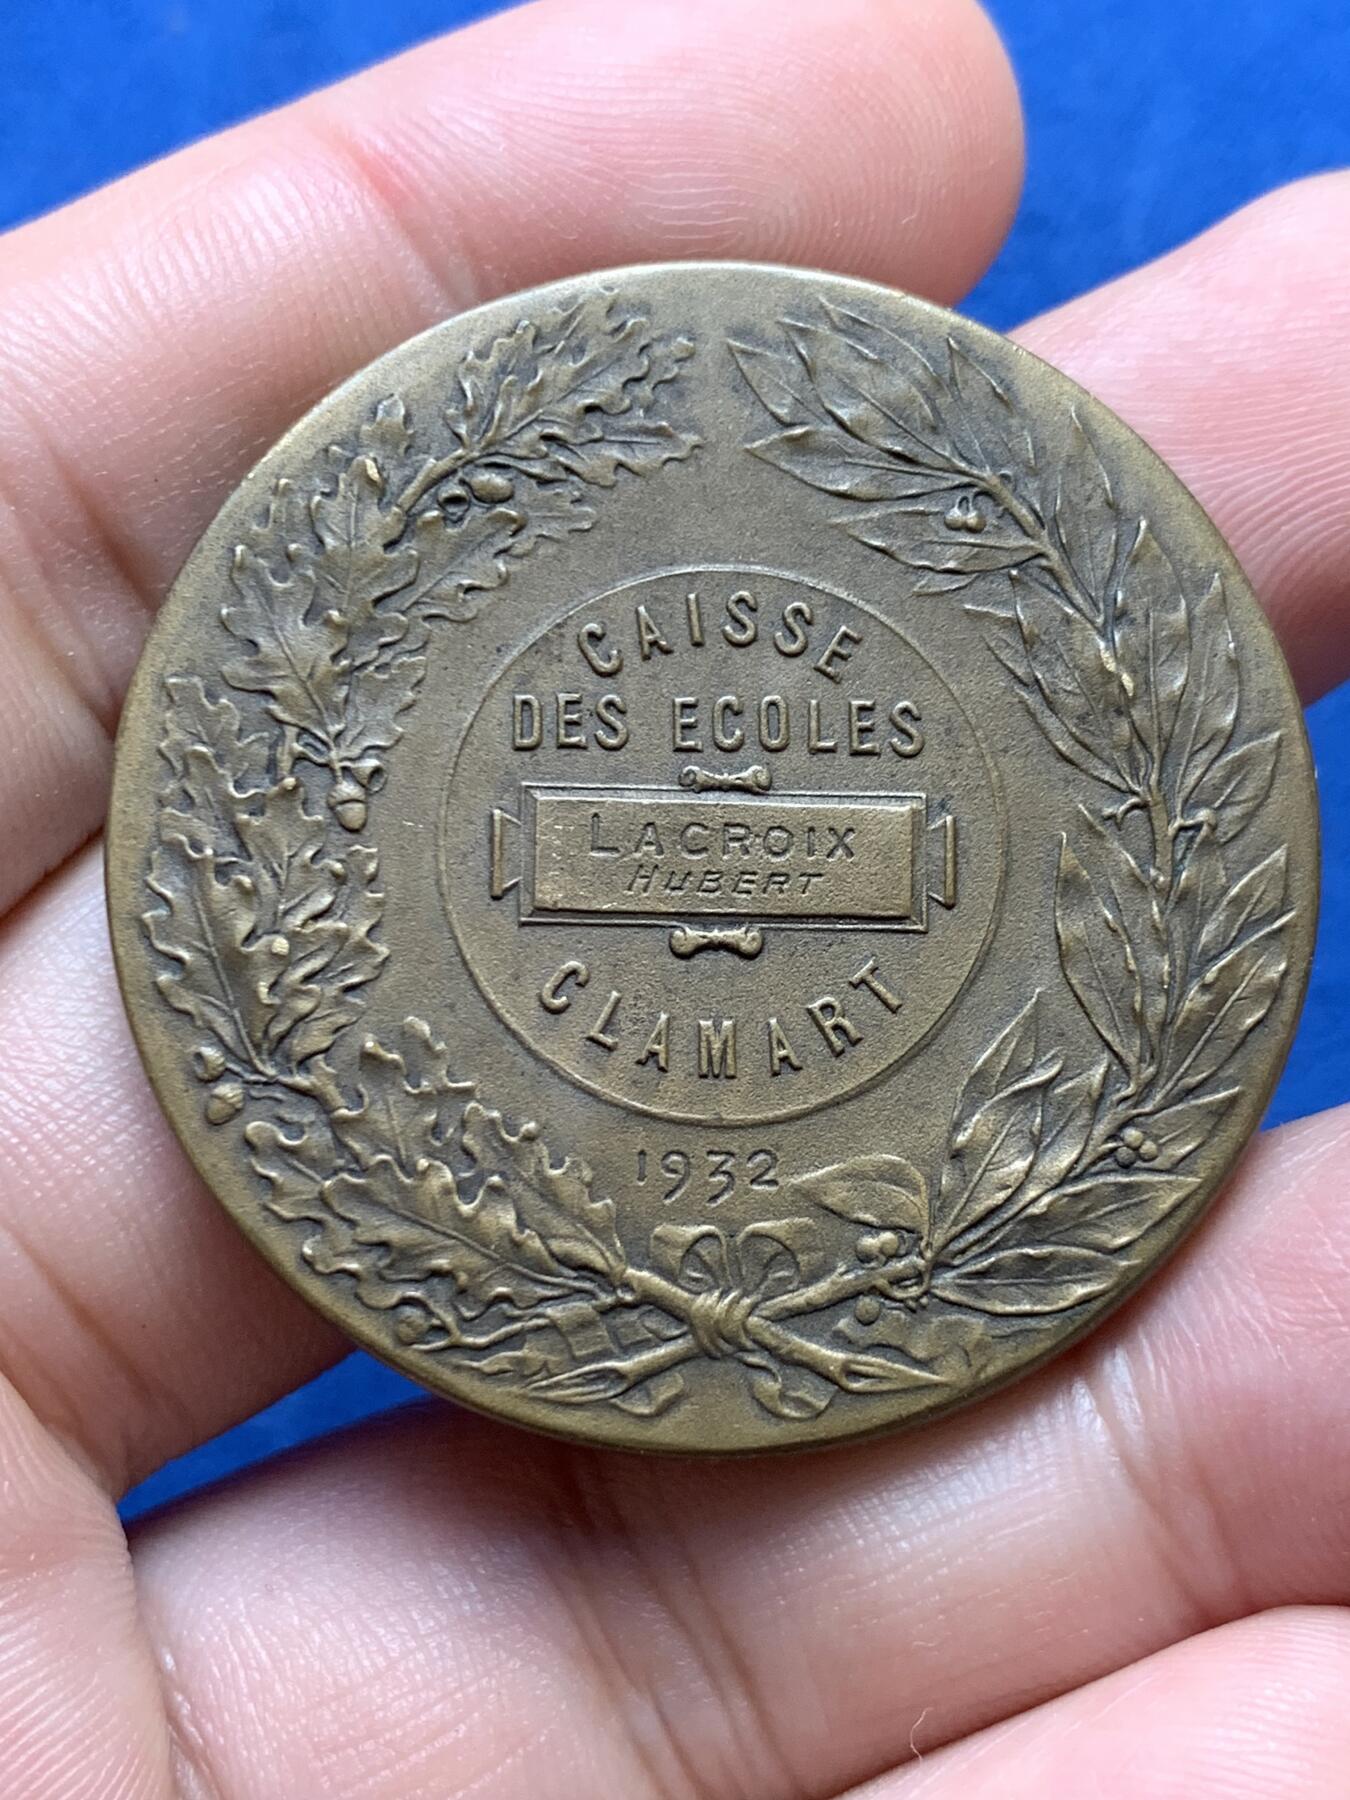 CAISSE
DES ECOLES
LACROIX
HUBERT
CLAMART
1932